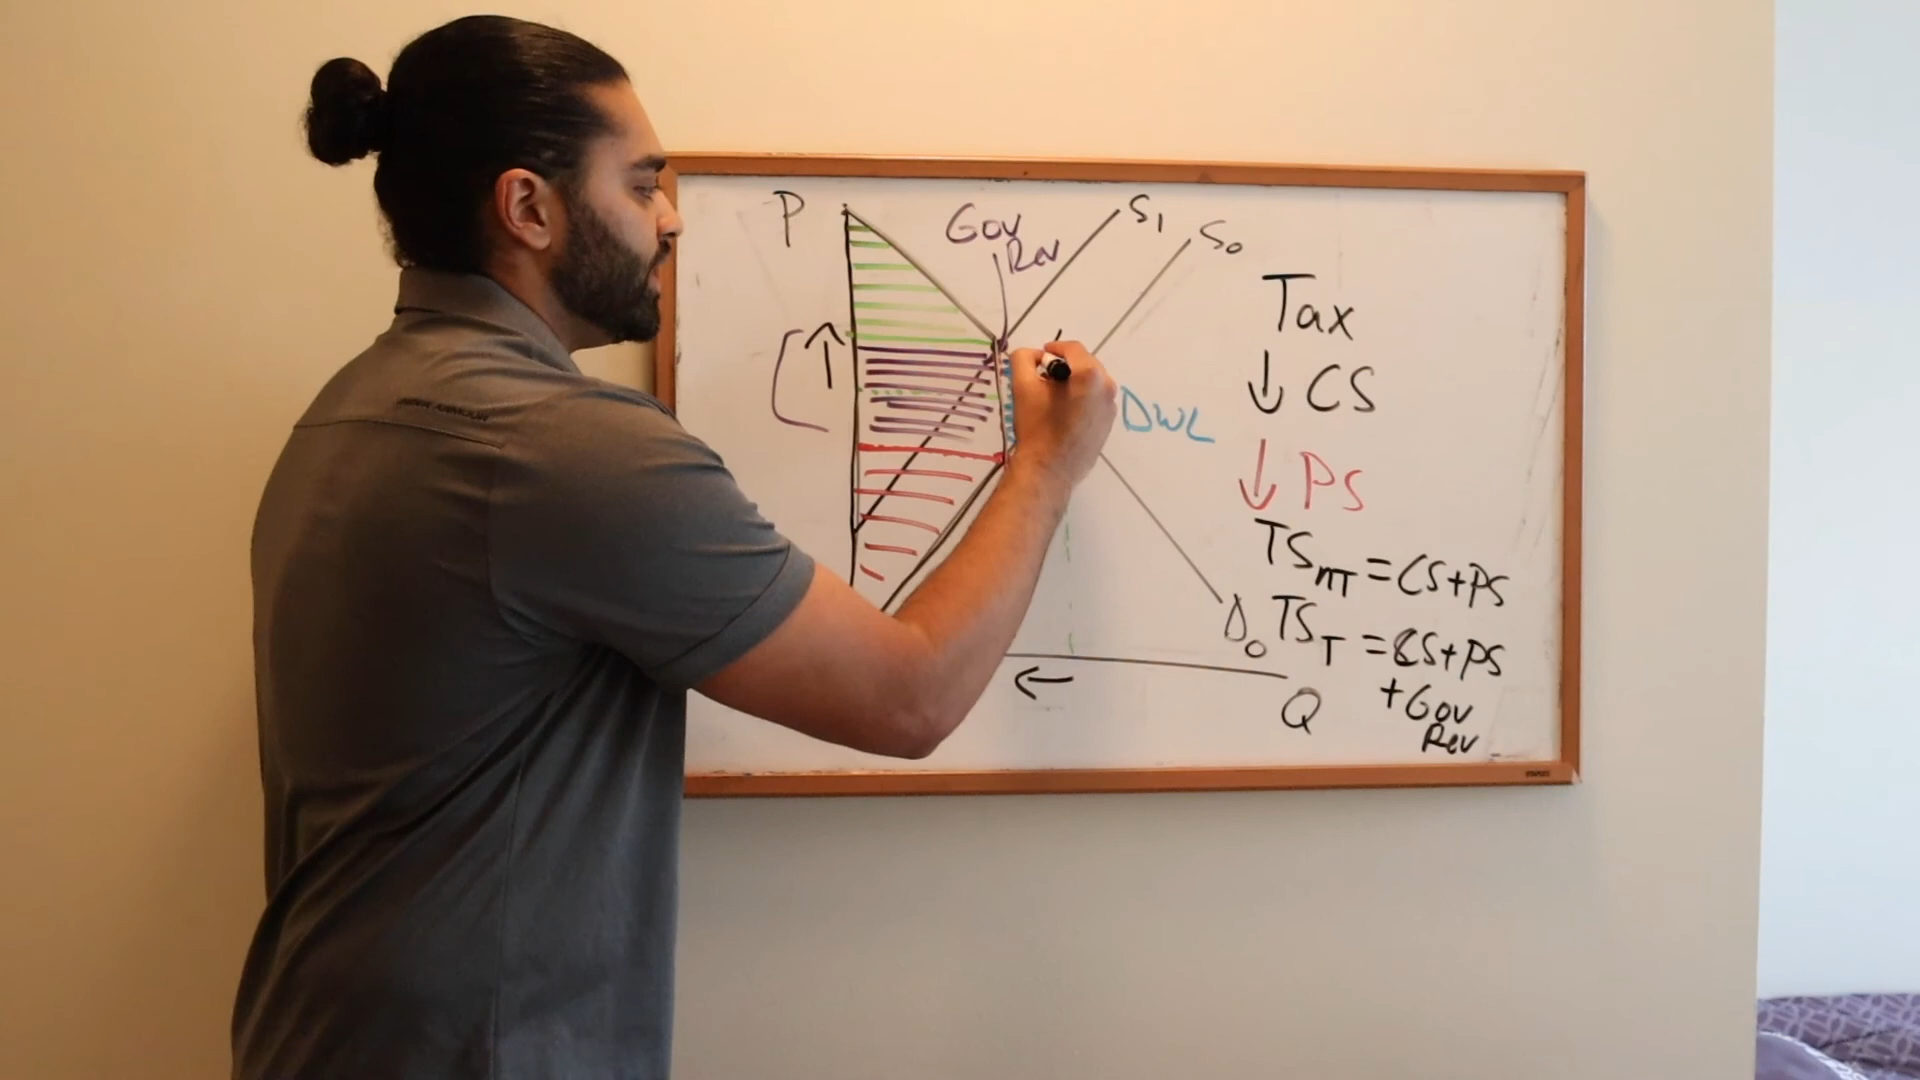 P
Gov
Rev
S1
S0
Tax
↓ CS
DWL
↓ PS
TSnT = CS+PS
D0
TST = CS+PS
+ Gov
Rev
←
Q